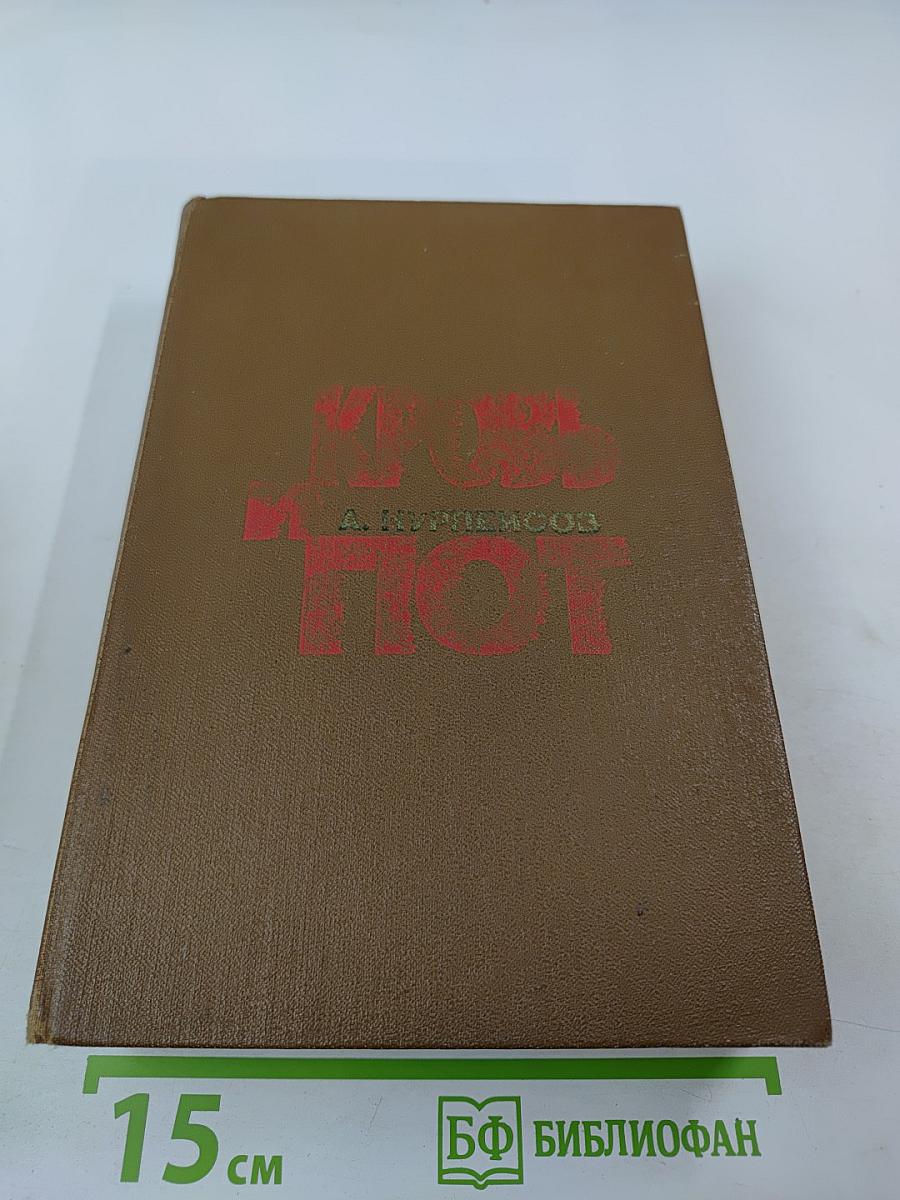 КРОВЬ
И
А. НУРПЕИСОВ
ПОТ
15 см
БФ БИБЛИОФАН